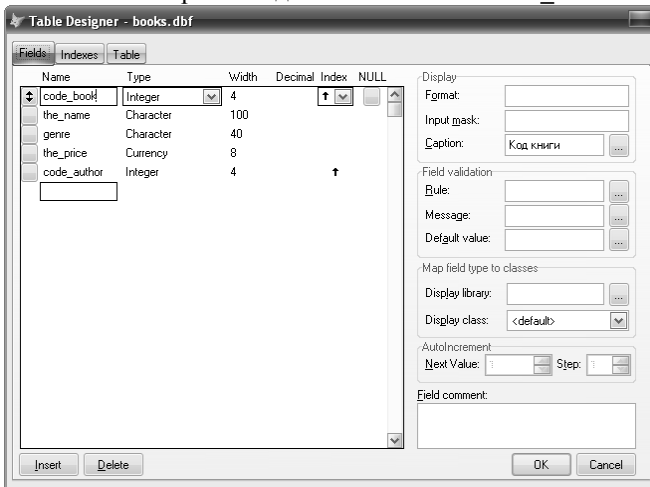 Table Designer - books.dbf
Fields Indexes Table
Name Type Width Decimal Index NULL
code_book Integer 4
the_name Character 100
genre Character 40
the_price Currency 8
code_author Integer 4
Display
Format:
Input mask:
Caption: Код книги ...
Field validation
Rule: ...
Message: ...
Default value: ...
Map field type to classes
Display library: ...
Display class: <default>
AutoIncrement
Next Value: Step:
Field comment:
Insert Delete OK Cancel